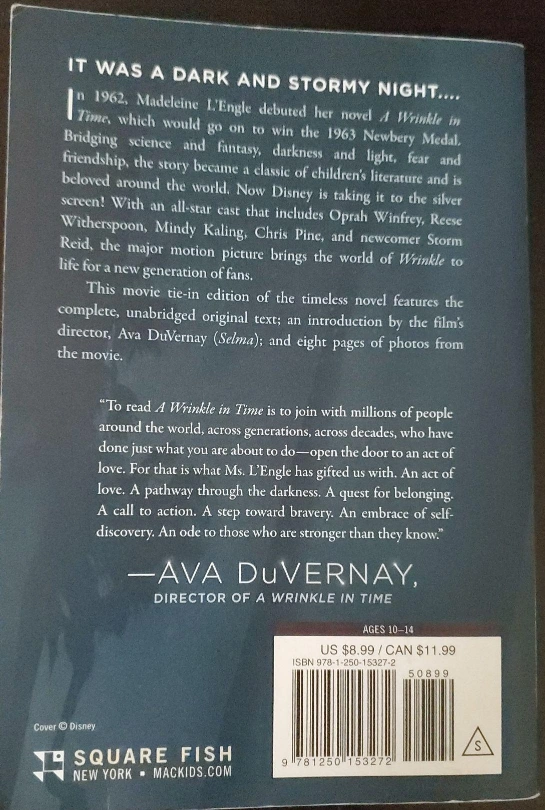 IT WAS A DARK AND STORMY NIGHT....
In 1962, Madeleine L'Engle debuted her novel A Wrinkle in
Time, which would go on to win the 1963 Newbery Medal.
Bridging science and fantasy, darkness and light, fear and
friendship, the story became a classic of children's literature and is
beloved around the world. Now Disney is taking it to the silver
screen! With an all-star cast that includes Oprah Winfrey, Reese
Witherspoon, Mindy Kaling, Chris Pine, and newcomer Storm
Reid, the major motion picture brings the world of Wrinkle to
life for a new generation of fans.
This movie tie-in edition of the timeless novel features the
complete, unabridged original text; an introduction by the film's
director, Ava DuVernay (Selma); and eight pages of photos from
the movie.
"To read A Wrinkle in Time is to join with millions of people
around the world, across generations, across decades, who have
done just what you are about to do—open the door to an act of
love. For that is what Ms. L'Engle has gifted us with. An act of
love. A pathway through the darkness. A quest for belonging.
A call to action. A step toward bravery. An embrace of self-
discovery. An ode to those who are stronger than they know."
—AVA DuVERNAY,
DIRECTOR OF A WRINKLE IN TIME
AGES 10–14
US $8.99 / CAN $11.99
ISBN 978-1-250-15327-2
50899
9 781250 153272
S
Cover © Disney
SQUARE FISH
NEW YORK • MACKIDS.COM